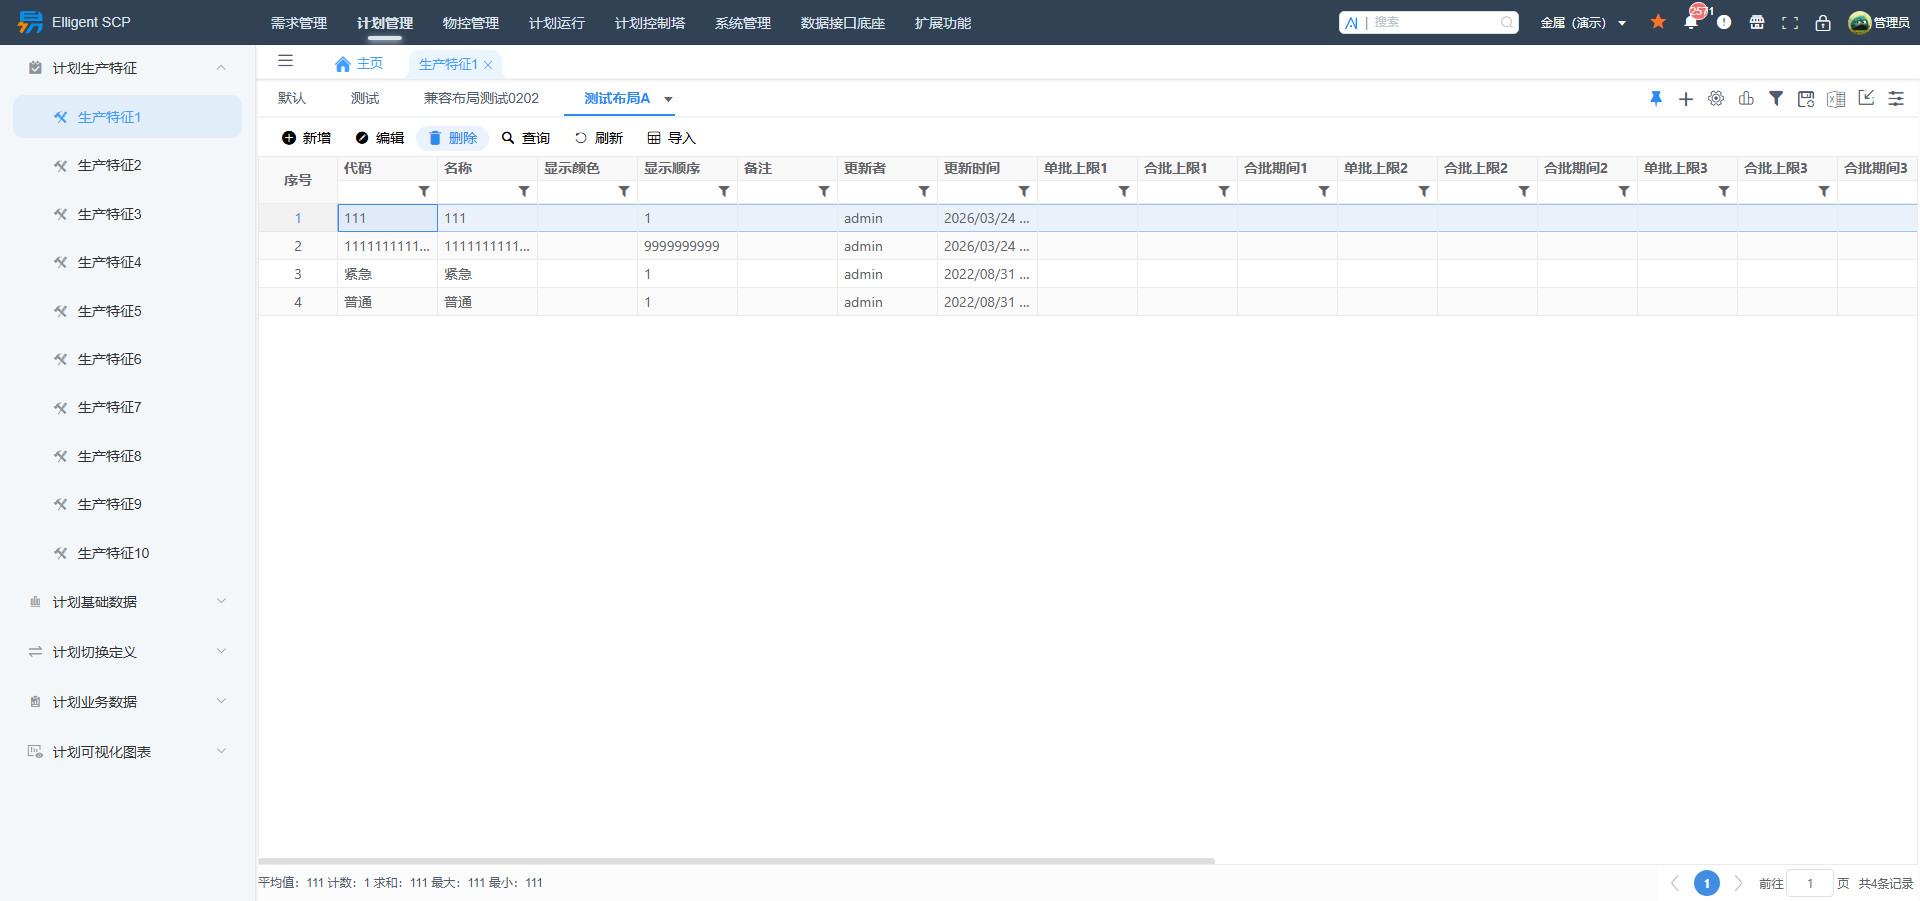 Elligent SCP 需求管理 计划管理 物控管理 计划运行 计划控制塔 系统管理 数据接口底座 扩展功能 AI | 搜索 金属（演示） 2571 管理员
计划生产特征
生产特征1
生产特征2
生产特征3
生产特征4
生产特征5
生产特征6
生产特征7
生产特征8
生产特征9
生产特征10
计划基础数据
计划切换定义
计划业务数据
计划可视化图表
主页 生产特征1
默认 测试 兼容布局测试0202 测试布局A
新增 编辑 删除 查询 刷新 导入
序号 代码 名称 显示颜色 显示顺序 备注 更新者 更新时间 单批上限1 合批上限1 合批期间1 单批上限2 合批上限2 合批期间2 单批上限3 合批上限3 合批期间3
1 111 111 1 admin 2026/03/24 ...
2 1111111111... 1111111111... 9999999999 admin 2026/03/24 ...
3 紧急 紧急 1 admin 2022/08/31 ...
4 普通 普通 1 admin 2022/08/31 ...
平均值：111 计数：1 求和：111 最大：111 最小：111 1 前往 1 页 共4条记录